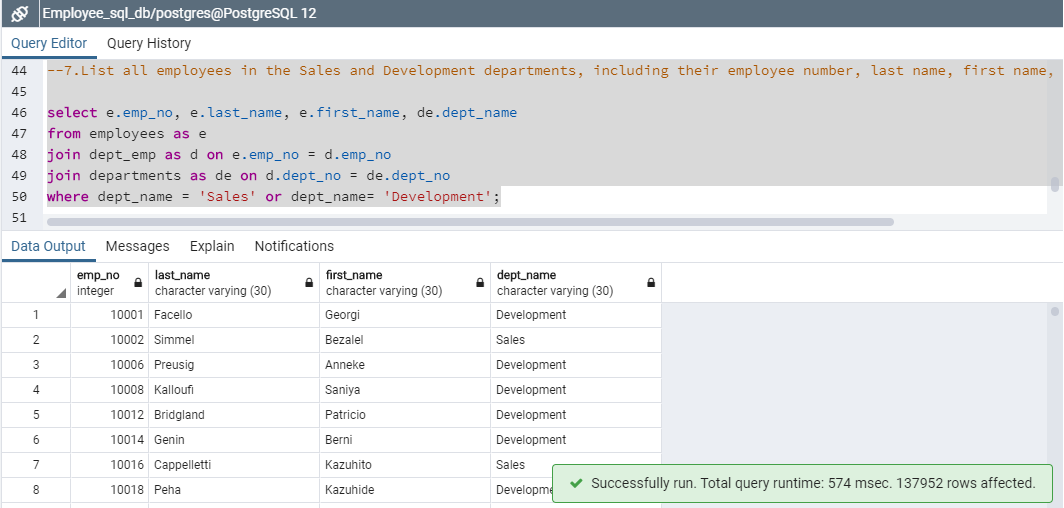 Employee_sql_db/postgres@PostgreSQL 12
Query Editor Query History
44 --7.List all employees in the Sales and Development departments, including their employee number, last name, first name,
45
46 select e.emp_no, e.last_name, e.first_name, de.dept_name
47 from employees as e
48 join dept_emp as d on e.emp_no = d.emp_no
49 join departments as de on d.dept_no = de.dept_no
50 where dept_name = 'Sales' or dept_name= 'Development';
51
Data Output Messages Explain Notifications
emp_no last_name first_name dept_name
integer character varying (30) character varying (30) character varying (30)
1 10001 Facello Georgi Development
2 10002 Simmel Bezalel Sales
3 10006 Preusig Anneke Development
4 10008 Kalloufi Saniya Development
5 10012 Bridgland Patricio Development
6 10014 Genin Berni Development
7 10016 Cappelletti Kazuhito Sales
8 10018 Peha Kazuhide Developme
Successfully run. Total query runtime: 574 msec. 137952 rows affected.